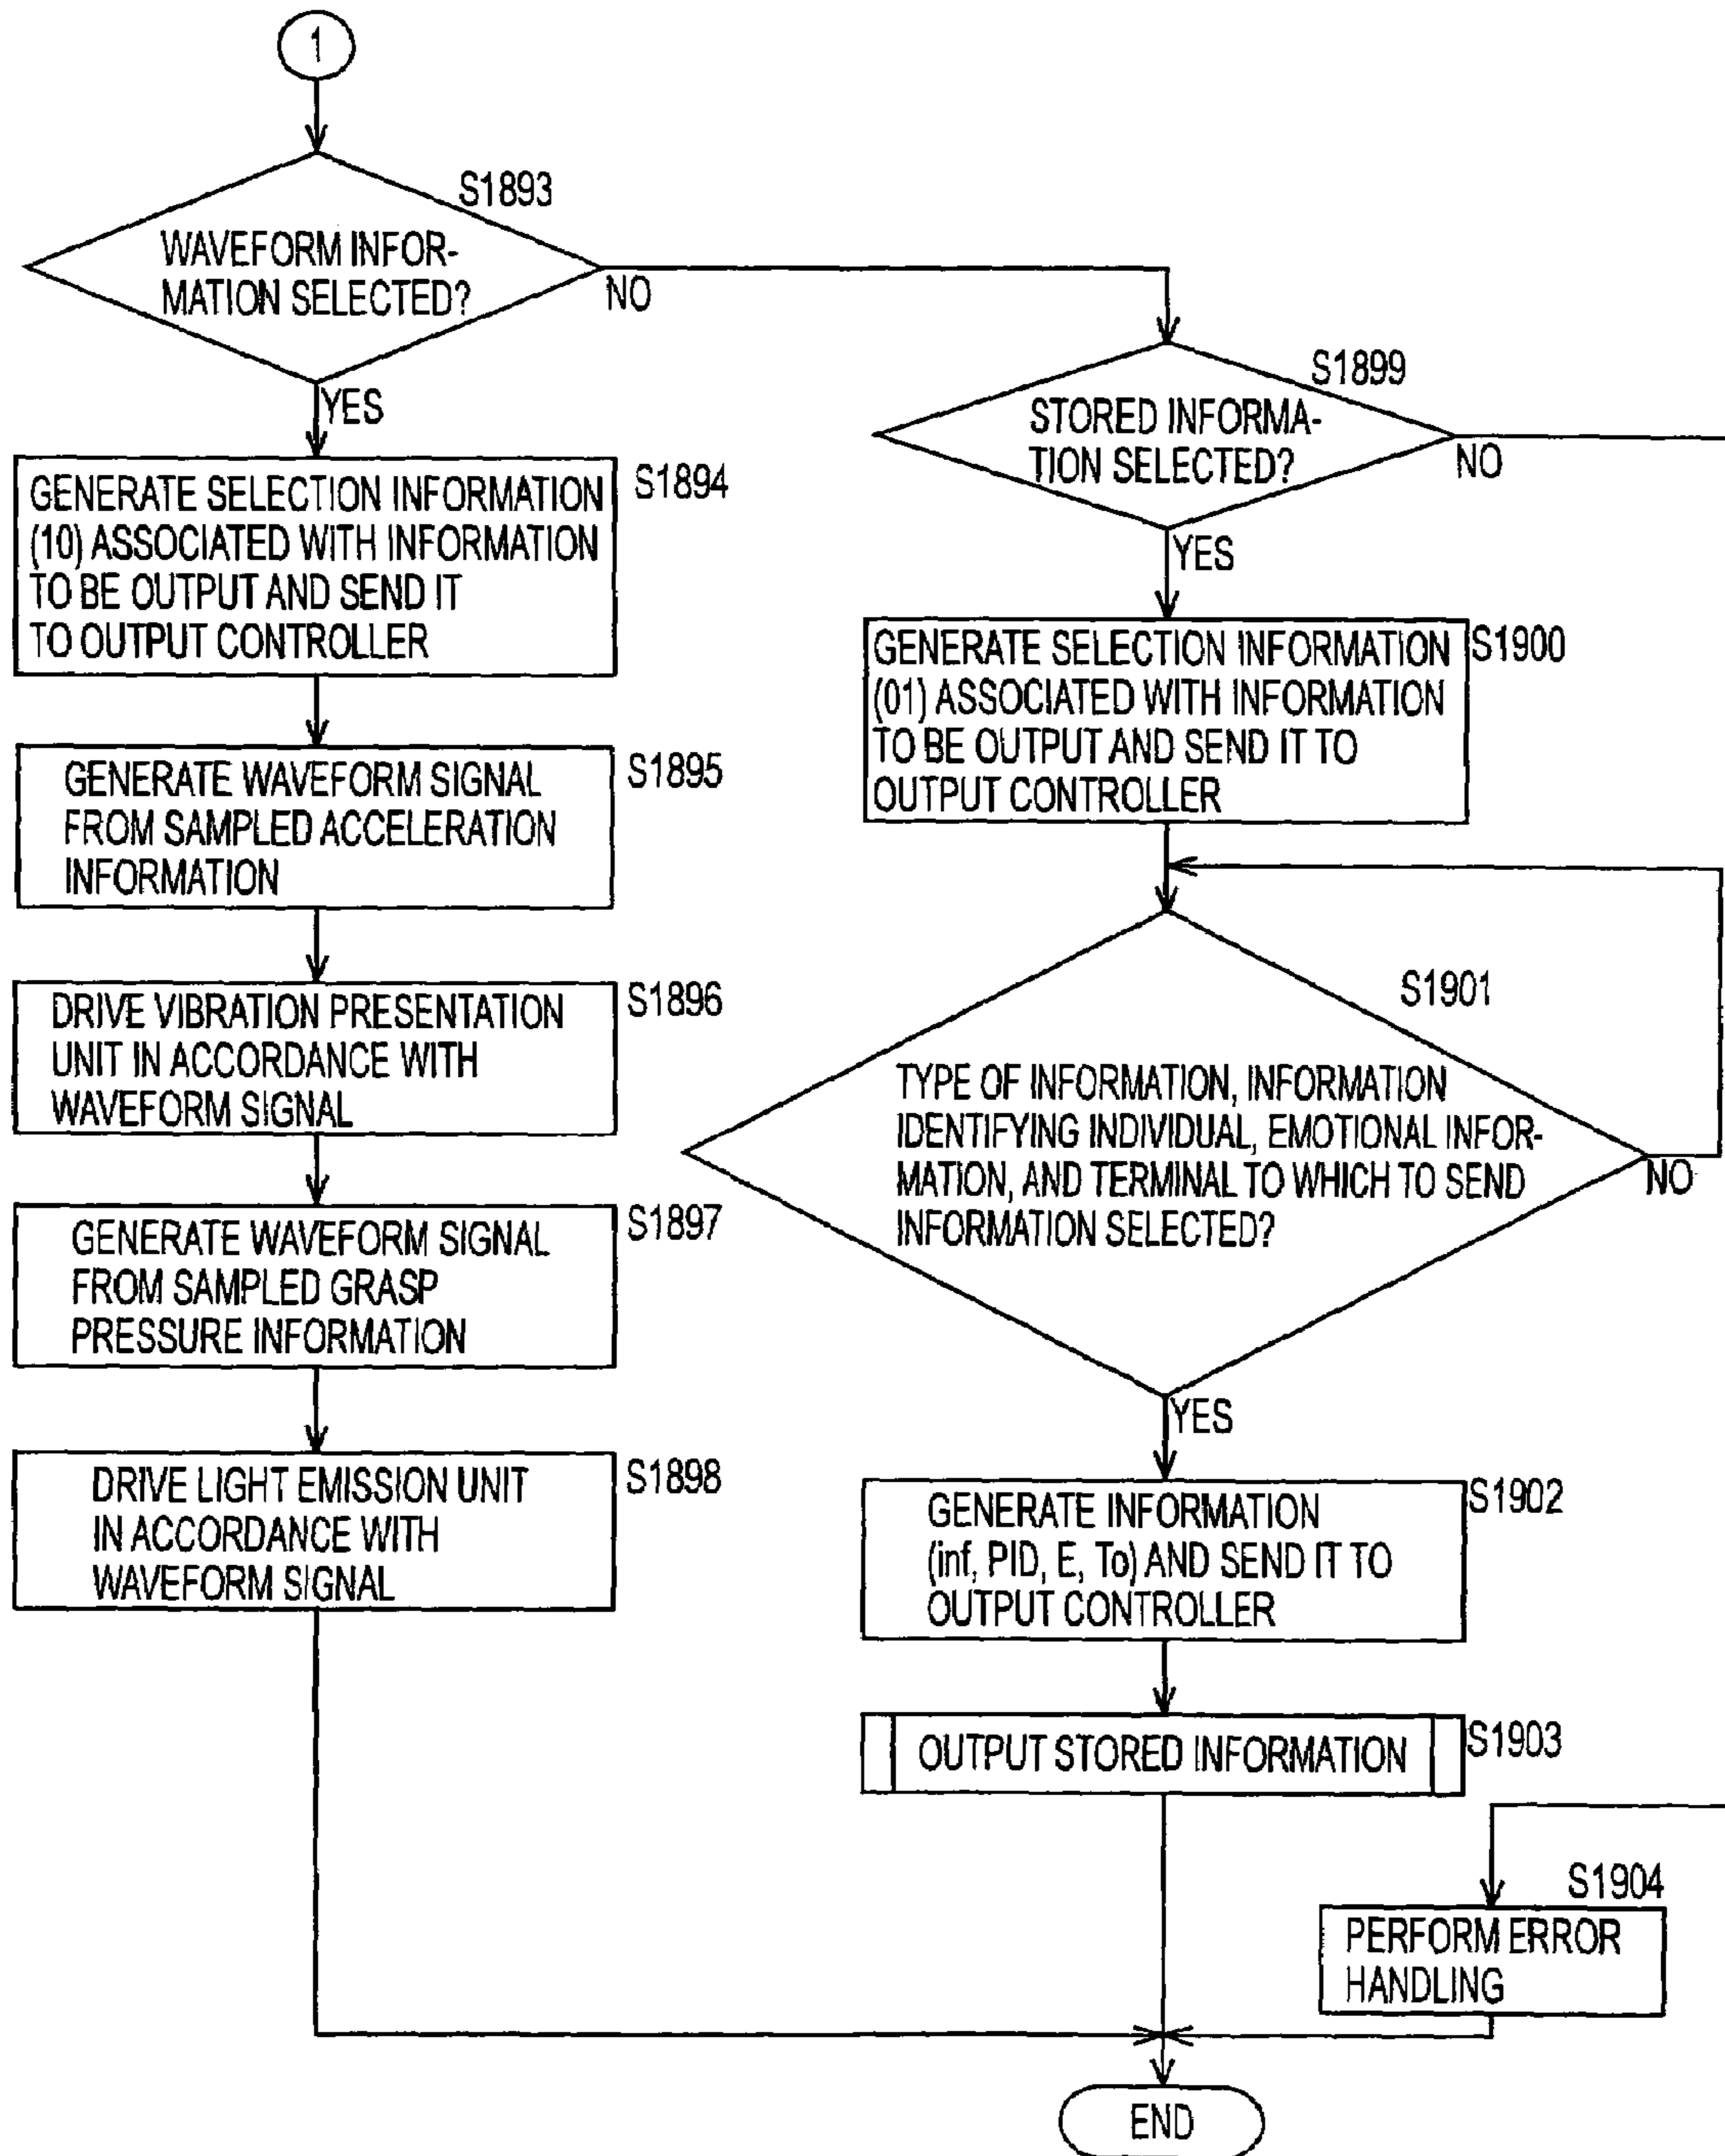 1
S1893
WAVEFORM INFOR-
MATION SELECTED?
NO
YES
S1894
GENERATE SELECTION INFORMATION
(10) ASSOCIATED WITH INFORMATION
TO BE OUTPUT AND SEND IT
TO OUTPUT CONTROLLER
S1895
GENERATE WAVEFORM SIGNAL
FROM SAMPLED ACCELERATION
INFORMATION
S1896
DRIVE VIBRATION PRESENTATION
UNIT IN ACCORDANCE WITH
WAVEFORM SIGNAL
S1897
GENERATE WAVEFORM SIGNAL
FROM SAMPLED GRASP
PRESSURE INFORMATION
S1898
DRIVE LIGHT EMISSION UNIT
IN ACCORDANCE WITH
WAVEFORM SIGNAL
S1899
STORED INFORMA-
TION SELECTED?
NO
YES
S1900
GENERATE SELECTION INFORMATION
(01) ASSOCIATED WITH INFORMATION
TO BE OUTPUT AND SEND IT TO
OUTPUT CONTROLLER
S1901
TYPE OF INFORMATION, INFORMATION
IDENTIFYING INDIVIDUAL, EMOTIONAL INFOR-
MATION, AND TERMINAL TO WHICH TO SEND
INFORMATION SELECTED?
NO
YES
S1902
GENERATE INFORMATION
(inf, PID, E, To) AND SEND IT TO
OUTPUT CONTROLLER
S1903
OUTPUT STORED INFORMATION
S1904
PERFORM ERROR
HANDLING
END